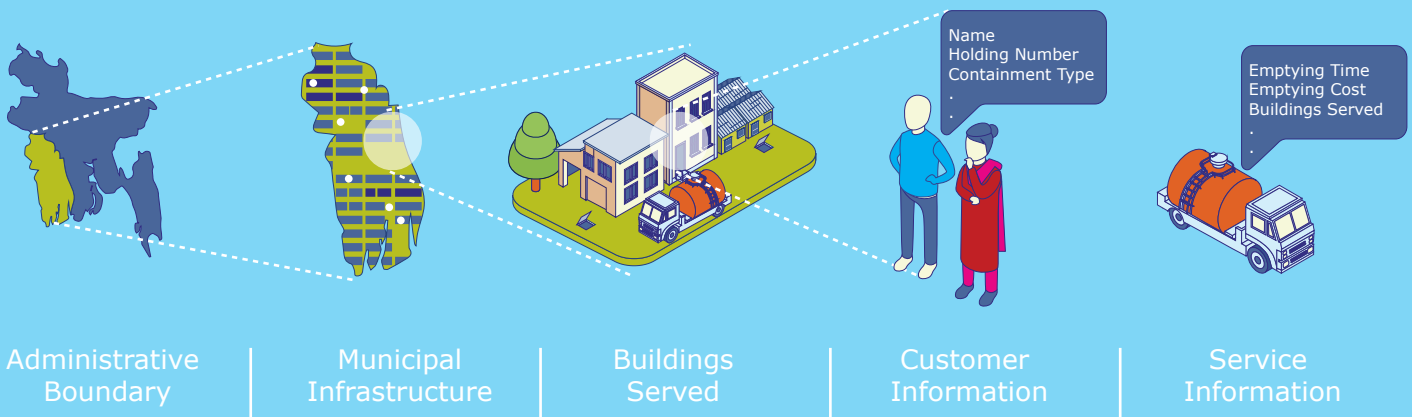 Name
Holding Number
Containment Type
.
Emptying Time
Emptying Cost
Buildings Served
.
Administrative
Boundary
Municipal
Infrastructure
Buildings
Served
Customer
Information
Service
Information